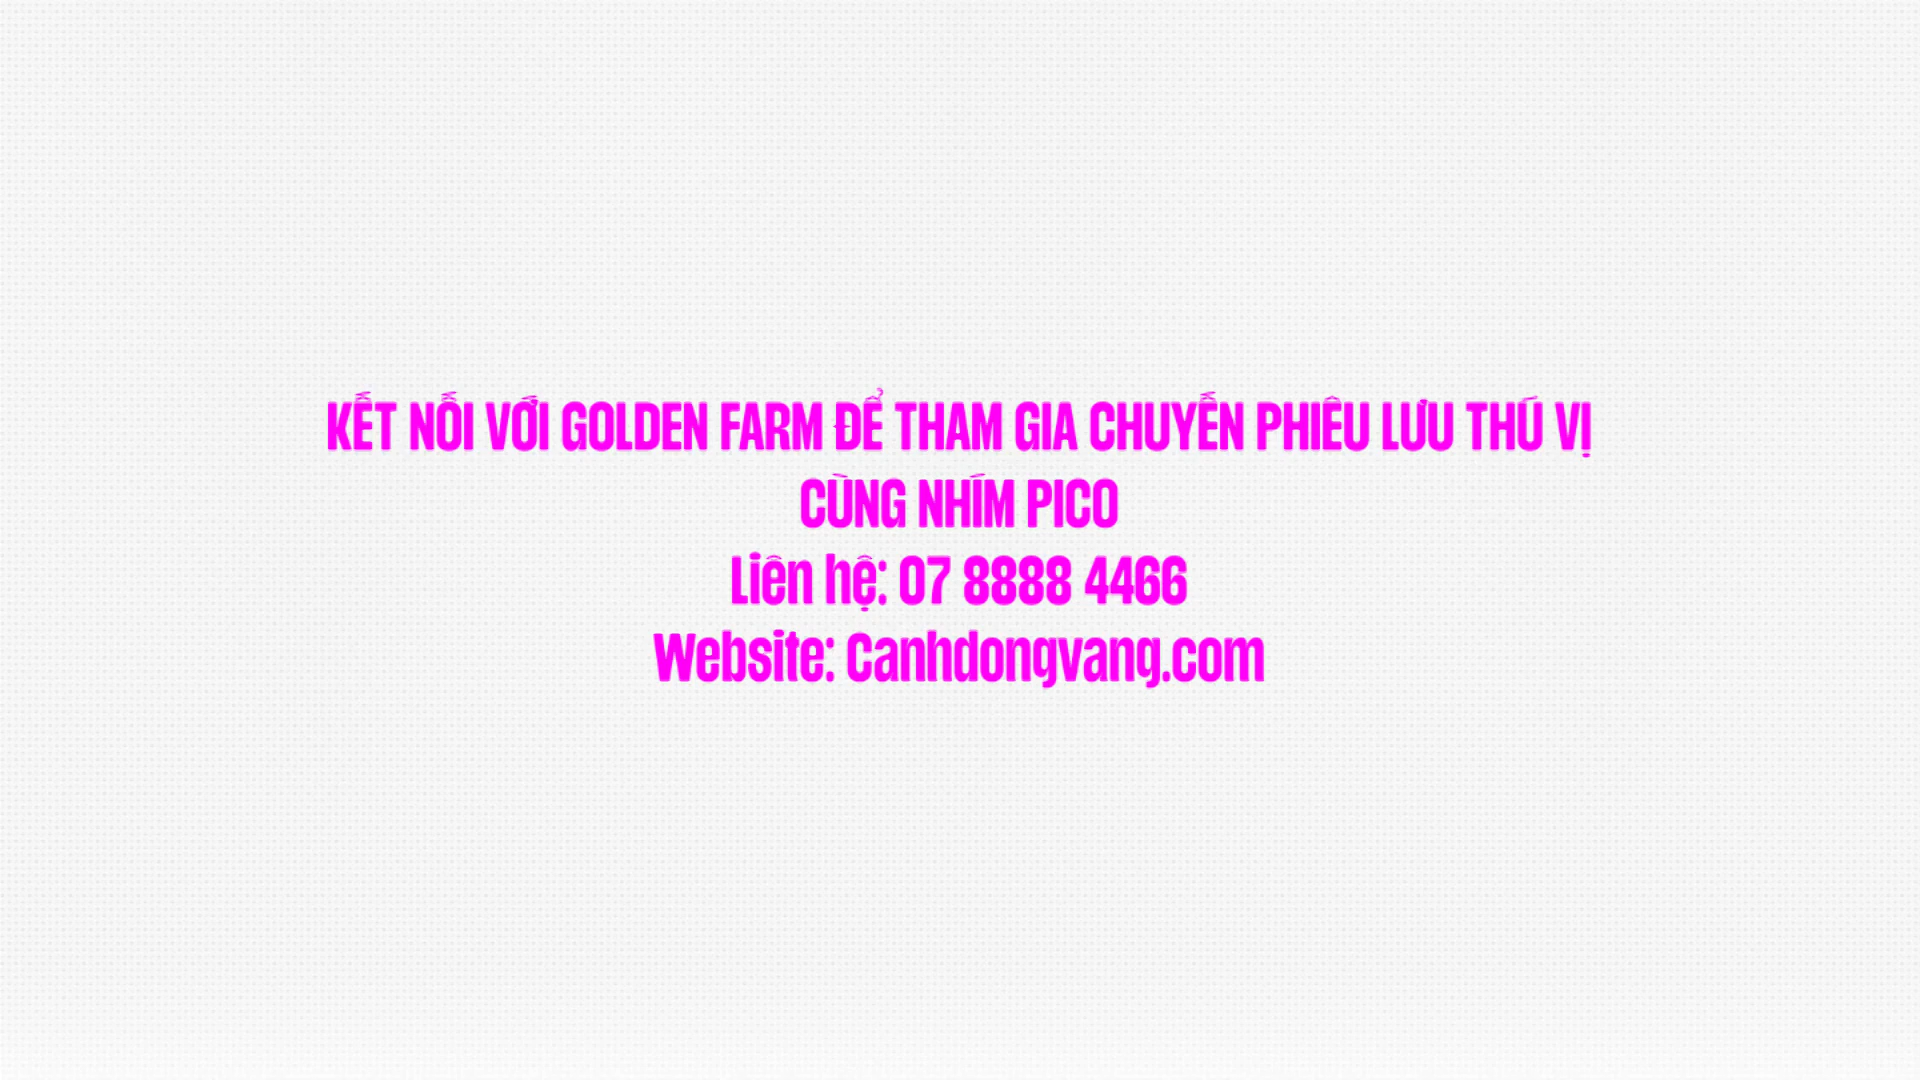 KẾT NỐI VỚI GOLDEN FARM ĐỂ THAM GIA CHUYẾN PHIÊU LƯU THÚ VỊ
CÙNG NHÍM PICO
Liên hệ: 07 8888 4466
Website: Canhdongvang.com